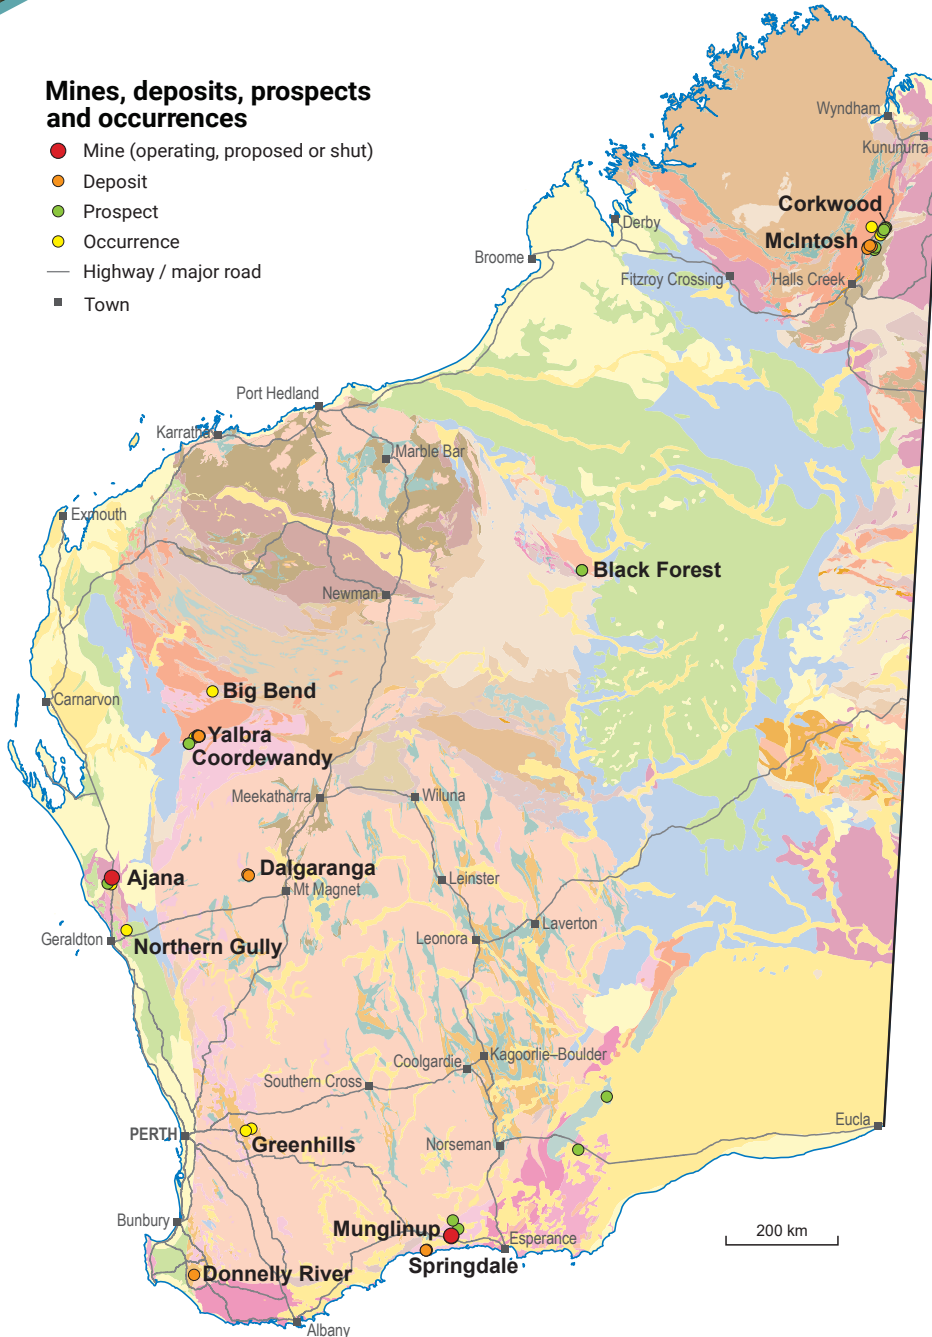 Mines, deposits, prospects
and occurrences
Mine (operating, proposed or shut)
Deposit
Prospect
Occurrence
Highway / major road
Town
Wyndham
Kununurra
Corkwood
McIntosh
Derby
Broome
Fitzroy Crossing
Halls Creek
Port Hedland
Karratha
Marble Bar
Exmouth
Black Forest
Newman
Big Bend
Carnarvon
Yalbra
Coordewandy
Meekatharra
Wiluna
Ajana
Dalgaranga
Mt Magnet
Leinster
Laverton
Northern Gully
Geraldton
Leonora
Kagoorlie–Boulder
Coolgardie
Southern Cross
Eucla
PERTH
Greenhills
Norseman
Bunbury
Munglinup
Esperance
Springdale
200 km
Donnelly River
Albany